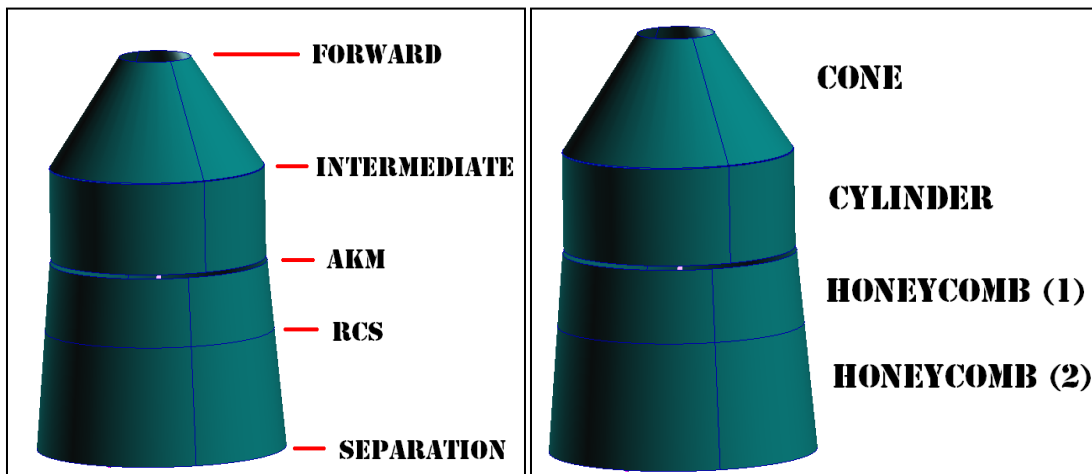 FORWARD
INTERMEDIATE
AKM
RCS
SEPARATION
CONE
CYLINDER
HONEYCOMB (1)
HONEYCOMB (2)